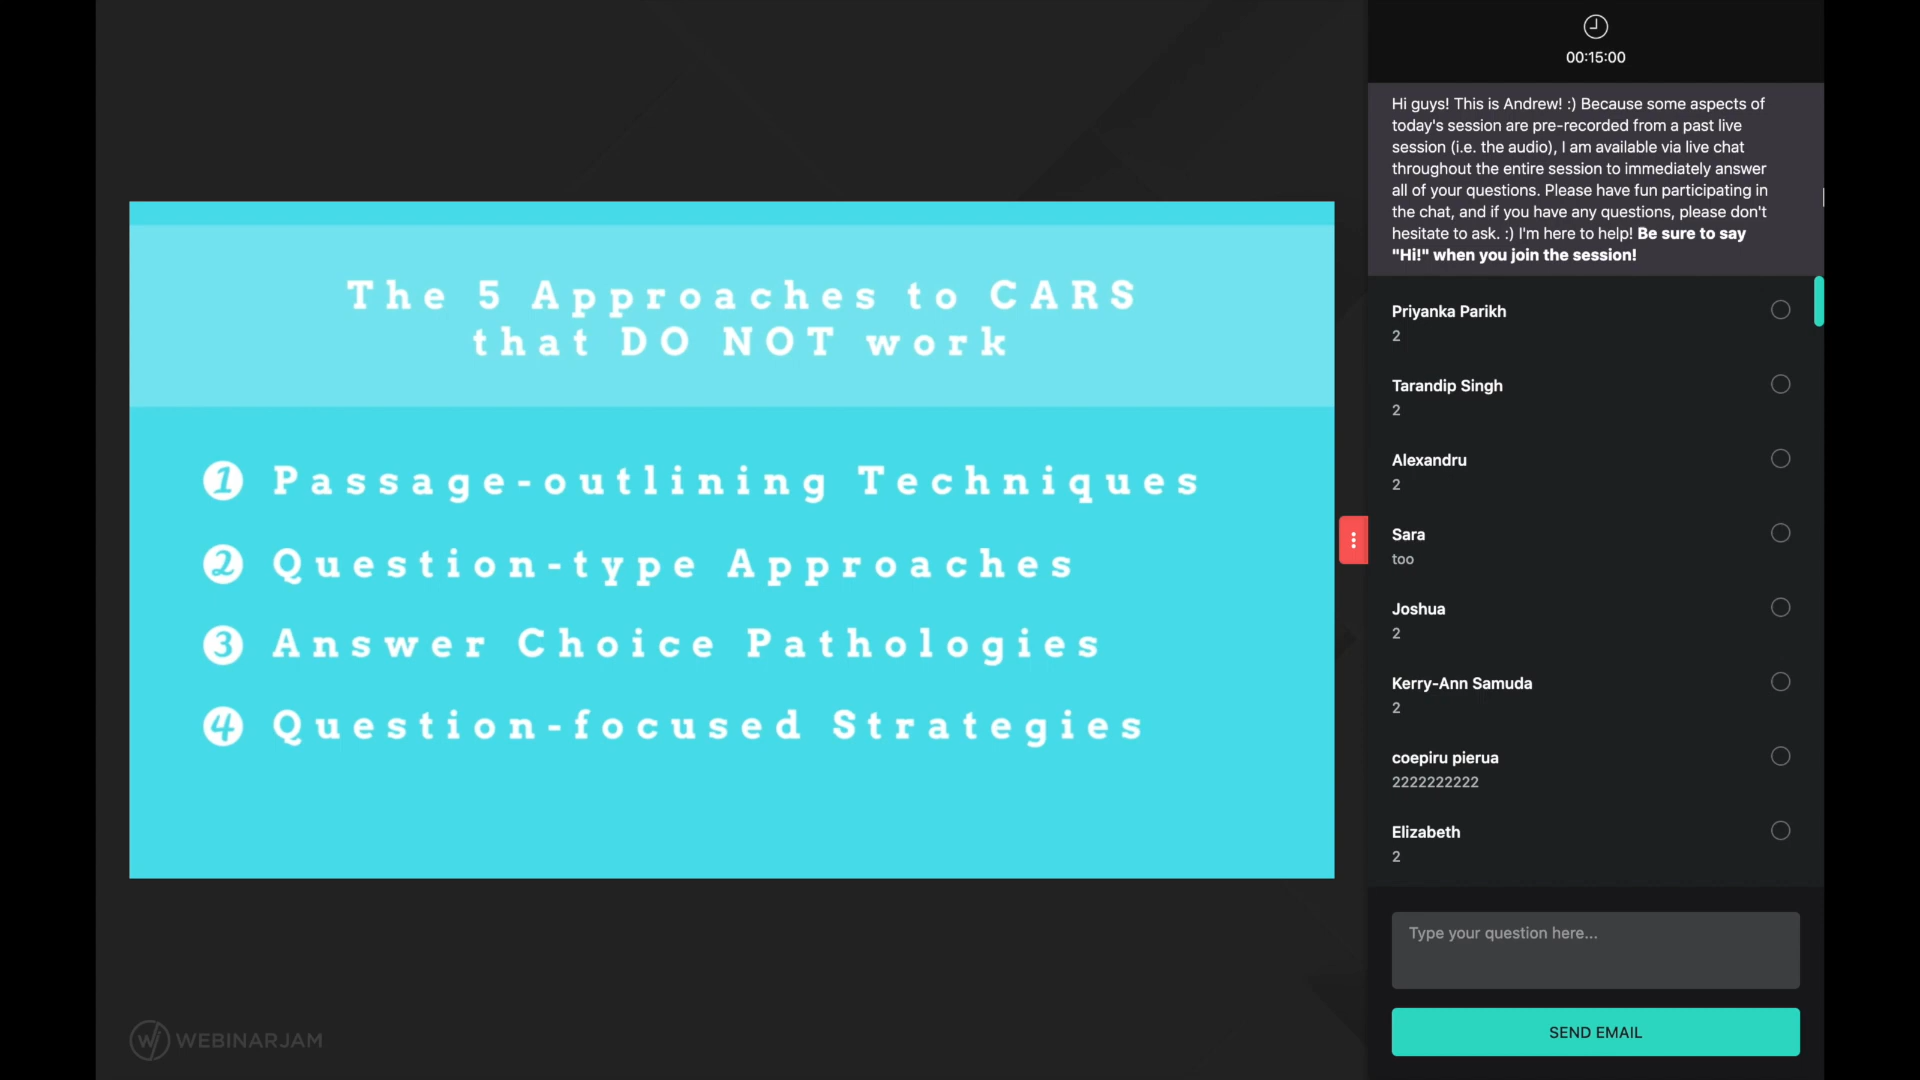 The 5 Approaches to CARS
that DO NOT work
1 Passage-outlining Techniques
2 Question-type Approaches
3 Answer Choice Pathologies
4 Question-focused Strategies
WEBINARJAM
00:15:00
Hi guys! This is Andrew! :) Because some aspects of
today's session are pre-recorded from a past live
session (i.e. the audio), I am available via live chat
throughout the entire session to immediately answer
all of your questions. Please have fun participating in
the chat, and if you have any questions, please don't
hesitate to ask. :) I'm here to help! Be sure to say
"Hi!" when you join the session!
Priyanka Parikh
2
Tarandip Singh
2
Alexandru
2
Sara
too
Joshua
2
Kerry-Ann Samuda
2
coepiru pierua
2222222222
Elizabeth
2
Type your question here...
SEND EMAIL